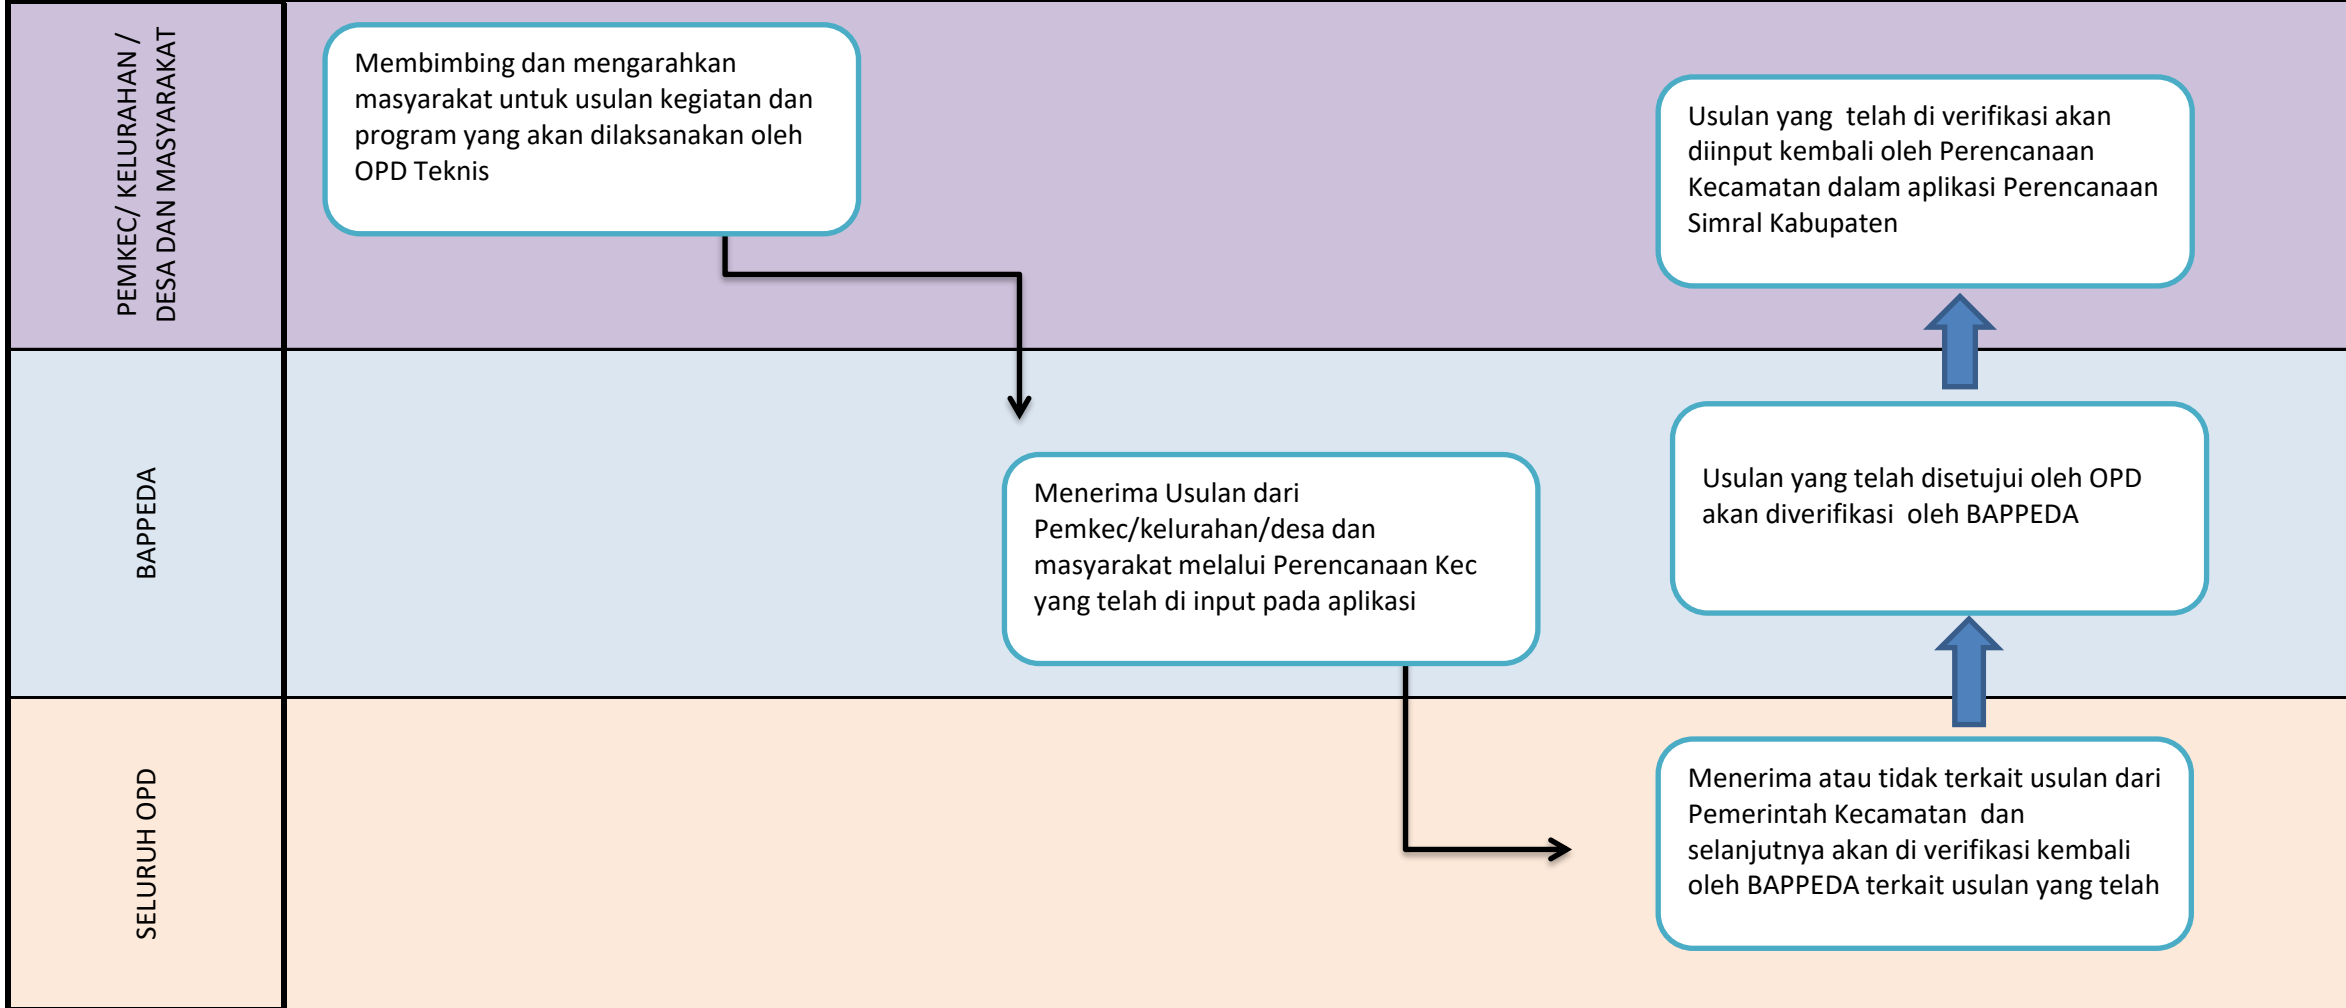 PEMKEC/ KELURAHAN /
DESA DAN MASYARAKAT
Membimbing dan mengarahkan
masyarakat untuk usulan kegiatan dan
program yang akan dilaksanakan oleh
OPD Teknis
Usulan yang  telah di verifikasi akan
diinput kembali oleh Perencanaan
Kecamatan dalam aplikasi Perencanaan
Simral Kabupaten
BAPPEDA
Menerima Usulan dari
Pemkec/kelurahan/desa dan
masyarakat melalui Perencanaan Kec
yang telah di input pada aplikasi
Usulan yang telah disetujui oleh OPD
akan diverifikasi  oleh BAPPEDA
SELURUH OPD
Menerima atau tidak terkait usulan dari
Pemerintah Kecamatan  dan
selanjutnya akan di verifikasi kembali
oleh BAPPEDA terkait usulan yang telah